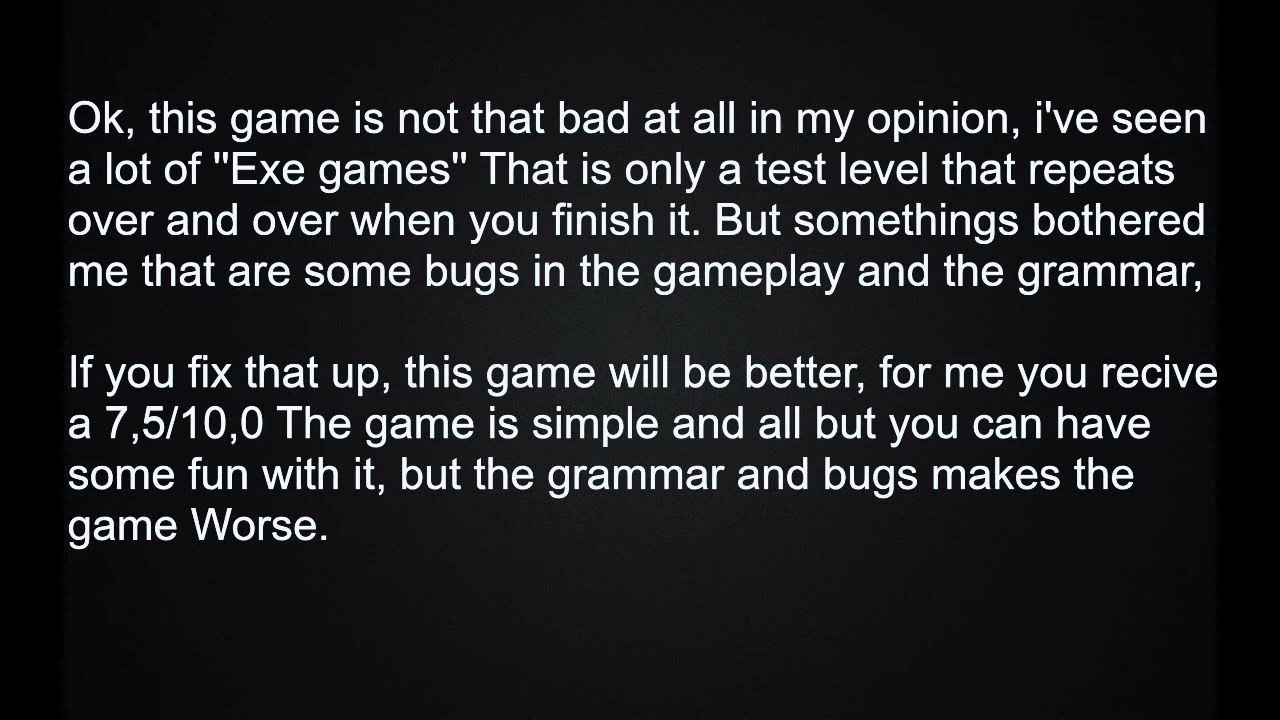 Ok, this game is not that bad at all in my opinion, i've seen
a lot of ''Exe games'' That is only a test level that repeats
over and over when you finish it. But somethings bothered
me that are some bugs in the gameplay and the grammar,
If you fix that up, this game will be better, for me you recive
a 7,5/10,0 The game is simple and all but you can have
some fun with it, but the grammar and bugs makes the
game Worse.